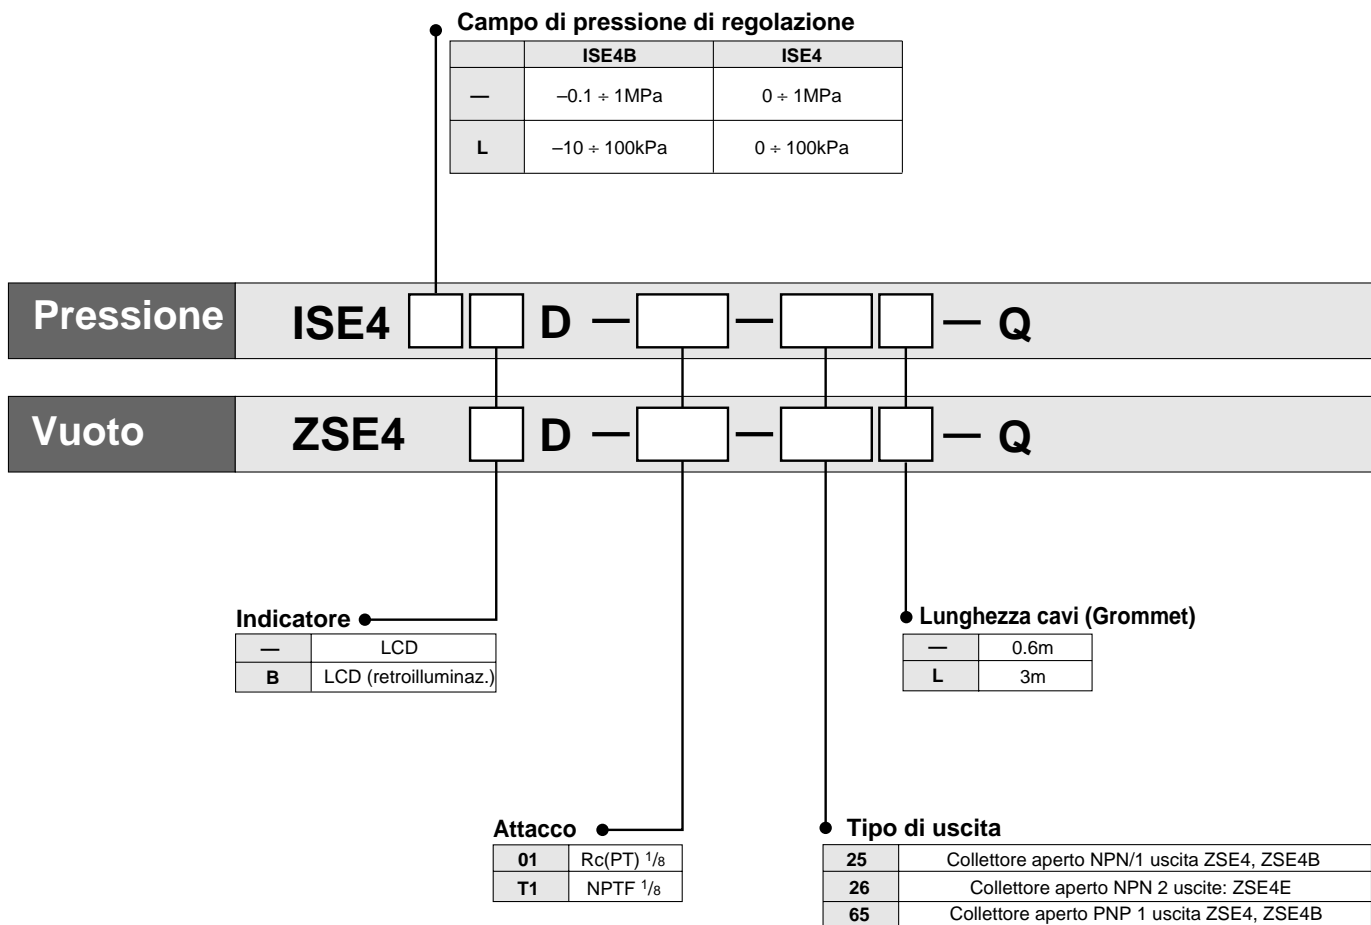 Campo di pressione di regolazione
ISE4B ISE4
— –0.1 ÷ 1MPa 0 ÷ 1MPa
L –10 ÷ 100kPa 0 ÷ 100kPa
Pressione ISE4 D — — — Q
Vuoto ZSE4 D — — — Q
Indicatore
— LCD
B LCD (retroilluminaz.)
Lunghezza cavi (Grommet)
— 0.6m
L 3m
Attacco
01 Rc(PT) 1/8
T1 NPTF 1/8
Tipo di uscita
25 Collettore aperto NPN/1 uscita ZSE4, ZSE4B
26 Collettore aperto NPN 2 uscite: ZSE4E
65 Collettore aperto PNP 1 uscita ZSE4, ZSE4B